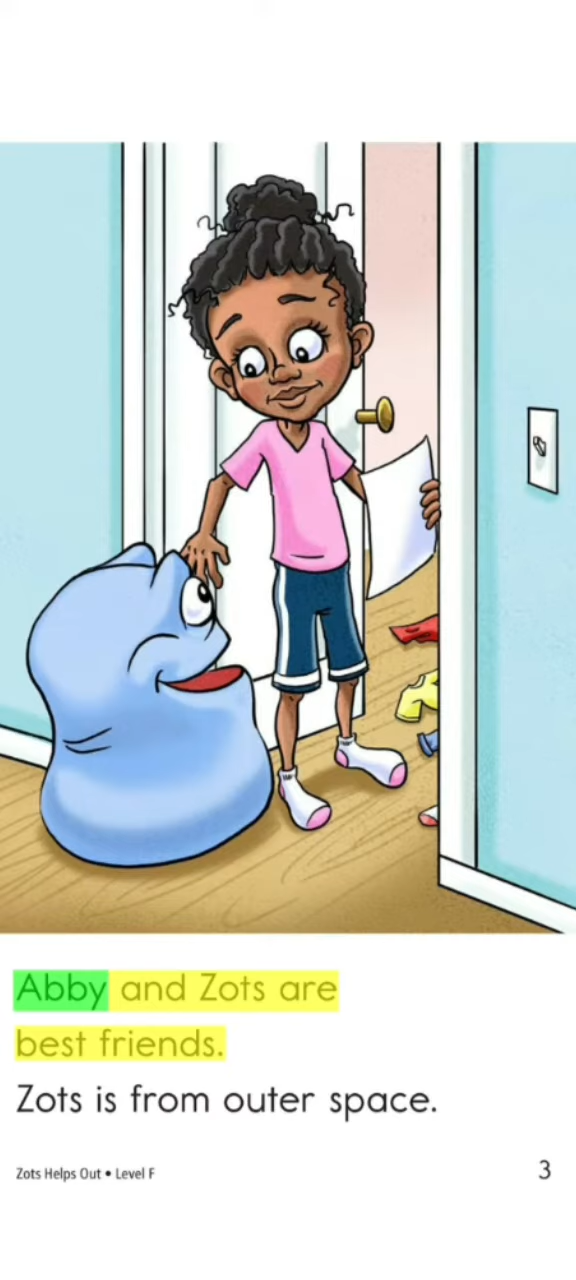 Abby and Zots are
best friends.
Zots is from outer space.
Zots Helps Out • Level F
3